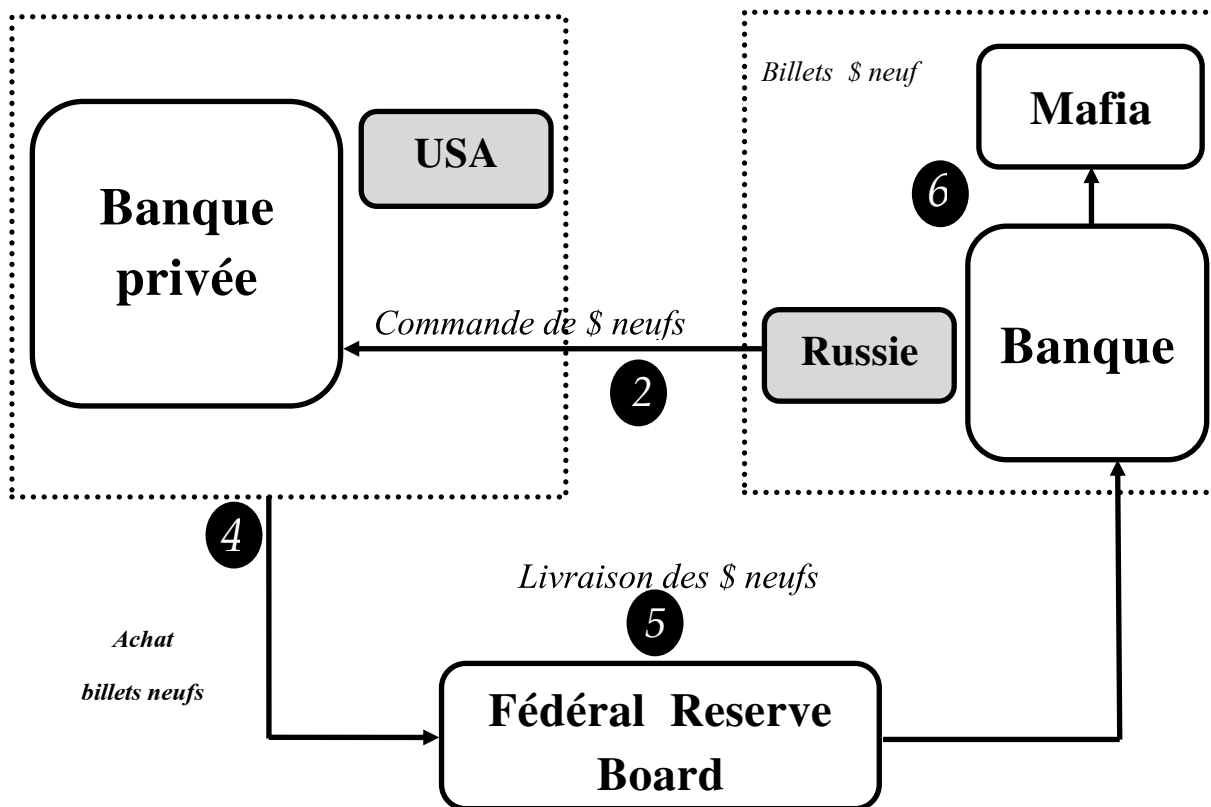 Billets $ neuf
Mafia
USA
Banque
privée
6
Commande de $ neufs
Russie
Banque
2
4
Livraison des $ neufs
5
Achat
billets neufs
Fédéral Reserve
Board